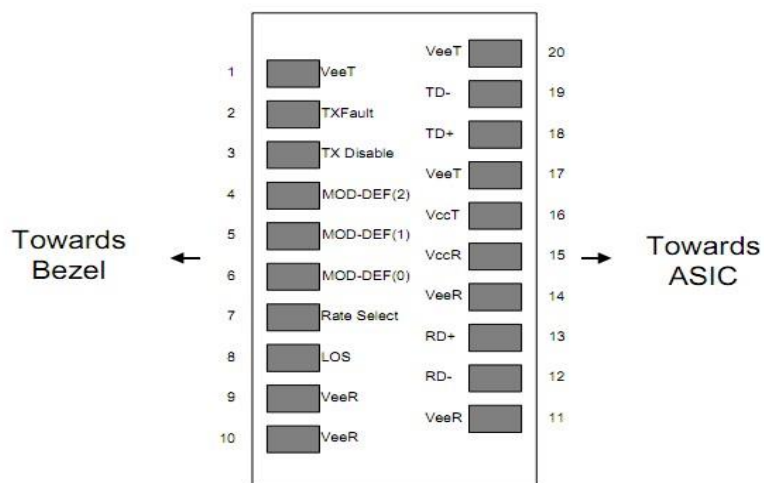 VeeT 20
1 VeeT
TD- 19
2 TXFault
TD+ 18
3 TX Disable
VeeT 17
4 MOD-DEF(2)
VccT 16
5 MOD-DEF(1)
Towards
Bezel
VccR 15
Towards
ASIC
6 MOD-DEF(0)
VeeR 14
7 Rate Select
RD+ 13
8 LOS
RD- 12
9 VeeR
VeeR 11
10 VeeR